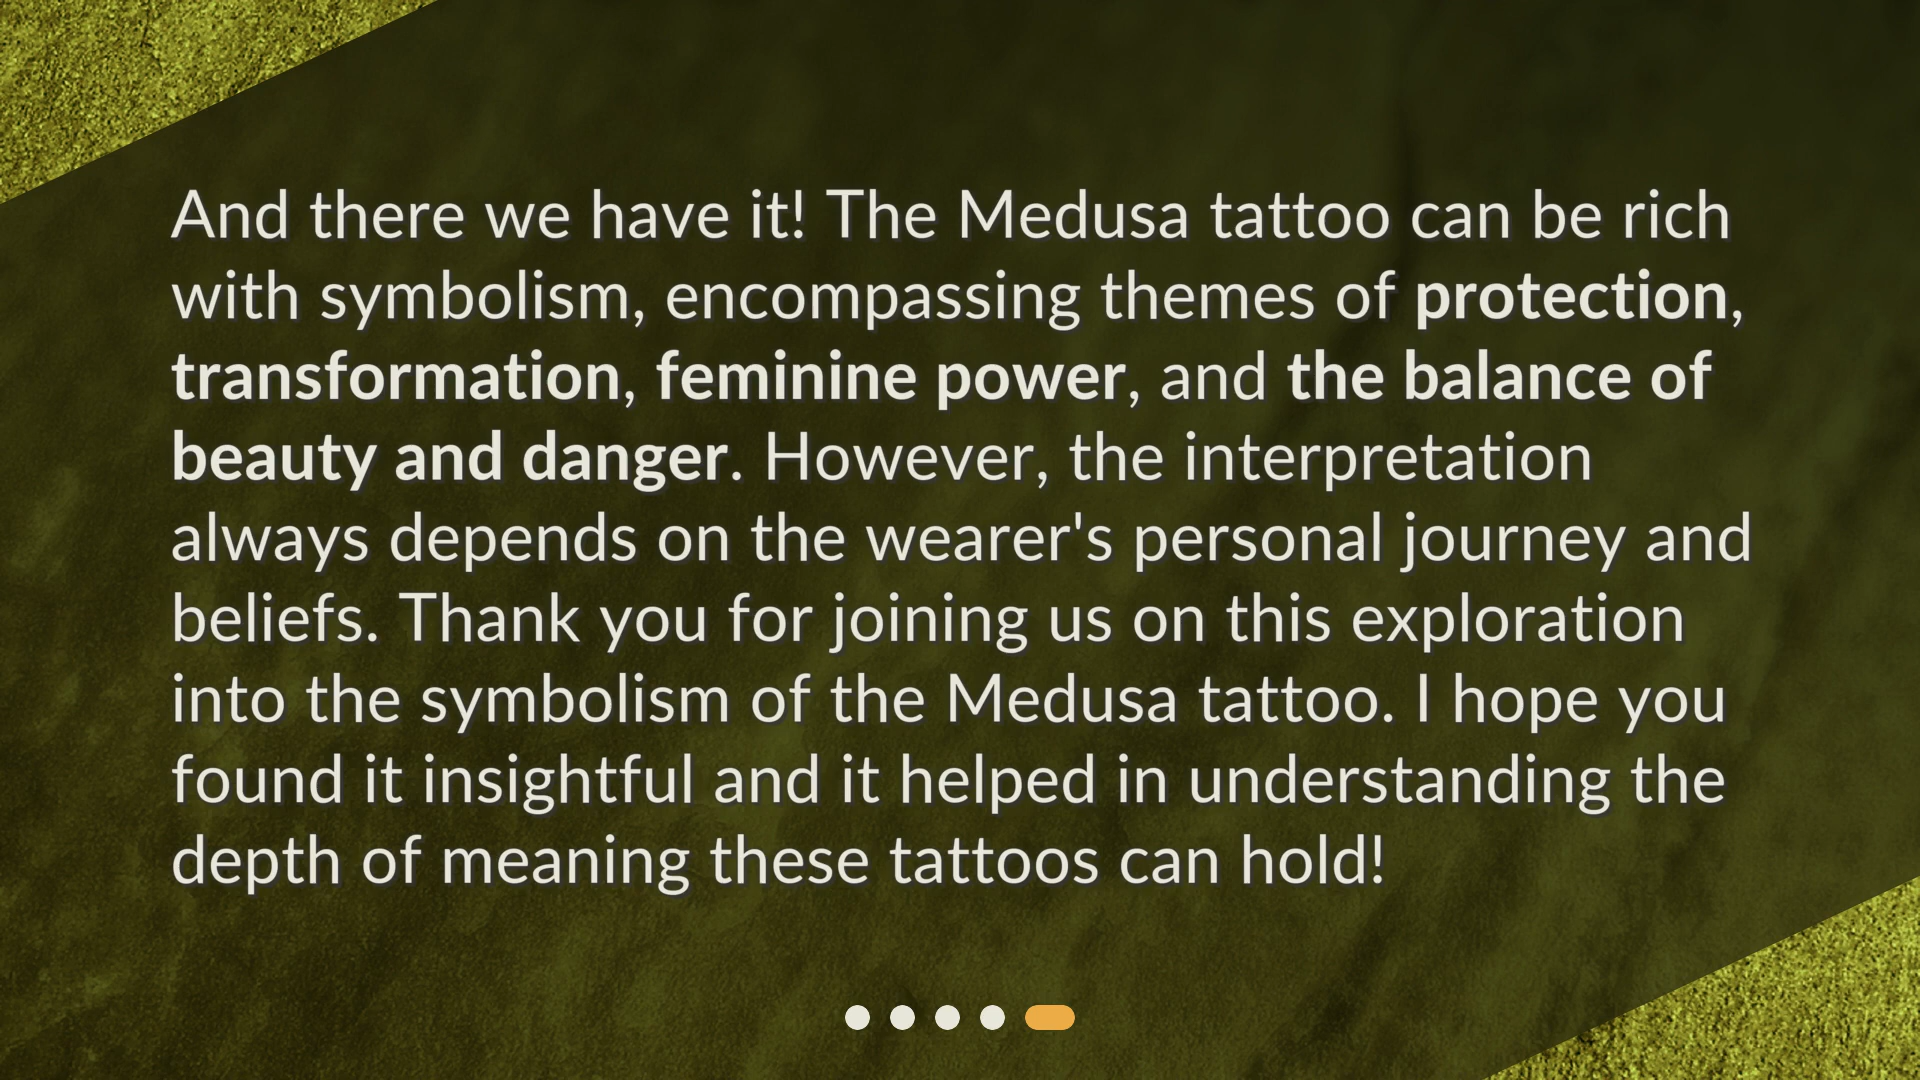 And there we have it! The Medusa tattoo can be rich
with symbolism, encompassing themes of protection,
transformation, feminine power, and the balance of
beauty and danger. However, the interpretation
always depends on the wearer's personal journey and
beliefs. Thank you for joining us on this exploration
into the symbolism of the Medusa tattoo. I hope you
found it insightful and it helped in understanding the
depth of meaning these tattoos can hold!